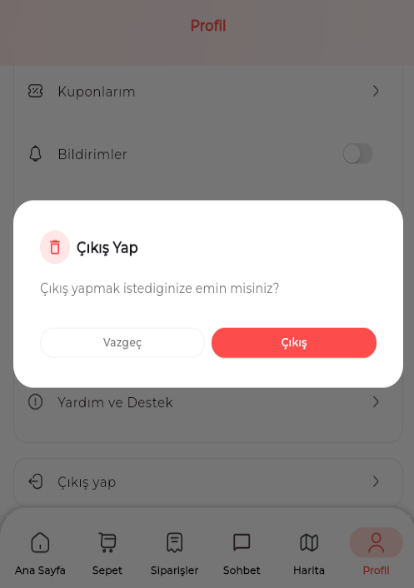 Profil
Kuponlarım
Bildirimler
Çıkış Yap
Çıkış yapmak istediginize emin misiniz?
Vazgeç
Çıkış
Yardım ve Destek
Çıkış yap
Ana Sayfa
Sepet
Siparişler
Sohbet
Harita
Profil